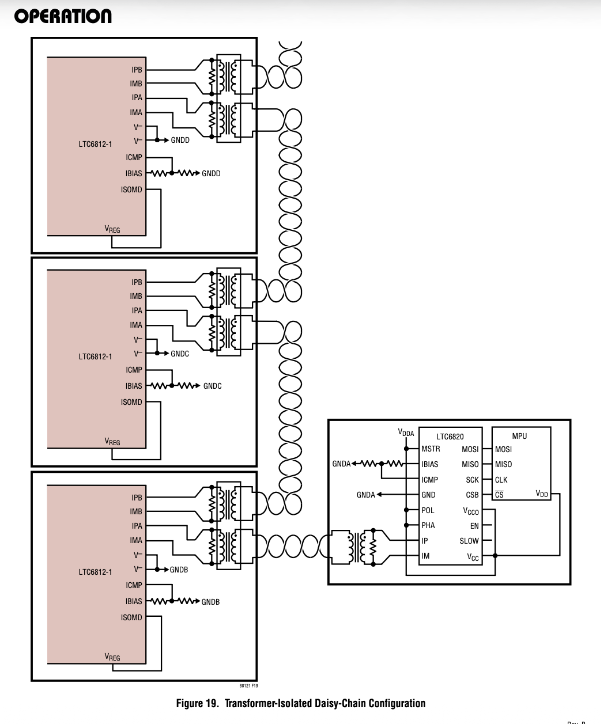 OPERATION
IPB
IMB
IPA
IMA
V–
V–
GNDD
LTC6812-1
ICMP
IBIAS
GNDD
ISOMD
VREG
IPB
IMB
IPA
IMA
V–
V–
GNDC
LTC6812-1
ICMP
IBIAS
GNDC
ISOMD
VREG
IPB
IMB
IPA
IMA
V–
V–
GNDB
LTC6812-1
ICMP
IBIAS
GNDB
ISOMD
VREG
VDDA
LTC6820
MPU
MSTR
MOSI
MOSI
GNDA
IBIAS
MISO
MISO
ICMP
SCK
CLK
GNDA
GND
CSB
CS
VDD
POL
VCCO
PHA
EN
IP
SLOW
IM
VCC
68121 F19
Figure 19. Transformer-Isolated Daisy-Chain Configuration